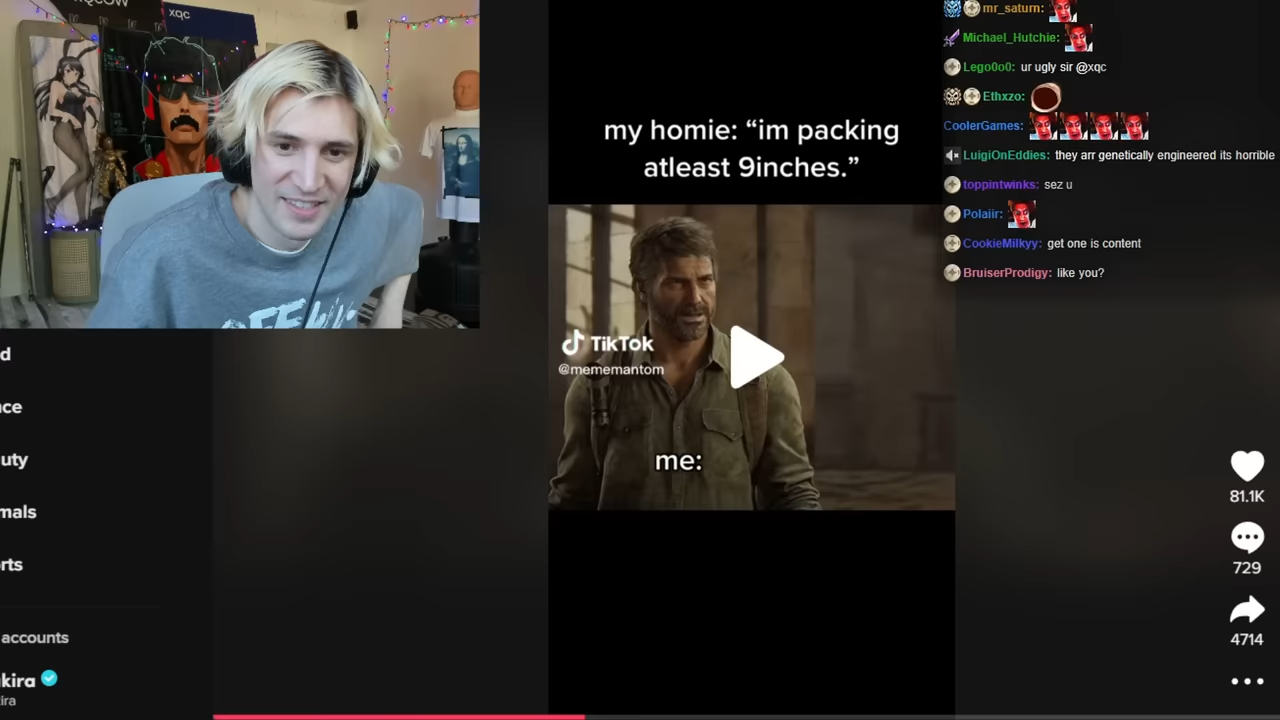 xqc
my homie: “im packing
atleast 9inches.”
TikTok
@mememantom
me:
mr_saturn:
Michael_Hutchie:
Lego0o0: ur ugly sir @xqc
Ethxzo:
CoolerGames:
LuigiOnEddies: they arr genetically engineered its horrible
toppintwinks: sez u
Polaiir:
CookieMilkyy: get one is content
BruiserProdigy: like you?
d
nce
uty
mals
rts
accounts
kira
ira
81.1K
729
4714